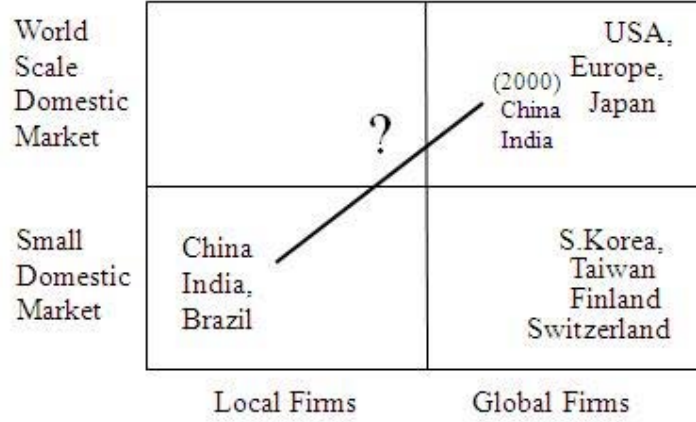 World
Scale
Domestic
Market
USA,
Europe,
Japan
(2000)
China
India
?
Small
Domestic
Market
China
India,
Brazil
S.Korea,
Taiwan
Finland
Switzerland
Local Firms
Global Firms